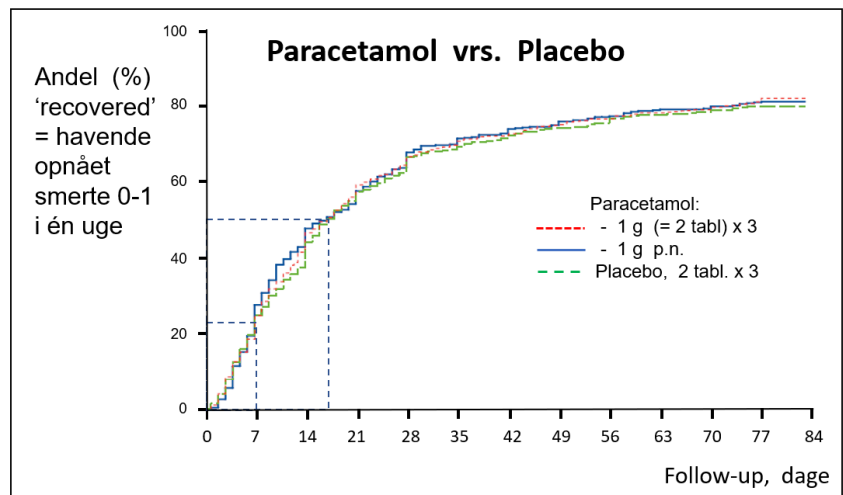 Paracetamol vrs. Placebo
Andel (%)
'recovered'
= havende
opnået
smerte 0-1
i én uge
100
80
60
40
20
0
Paracetamol:
- 1 g (= 2 tabl) x 3
- 1 g p.n.
Placebo, 2 tabl. x 3
0 7 14 21 28 35 42 49 56 63 70 77 84
Follow-up, dage